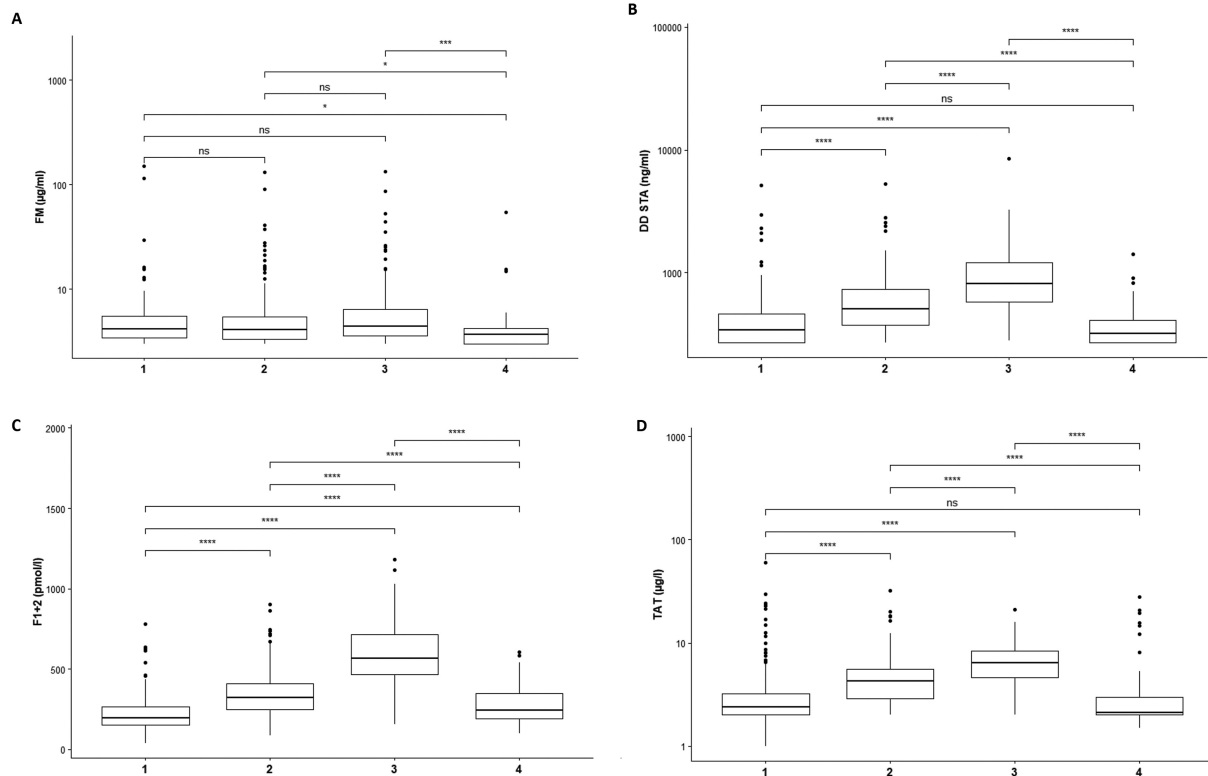 A
FM (µg/ml)
1000
100
10
***
*
ns
*
ns
ns
1 2 3 4
B
DD STA (ng/ml)
100000
10000
1000
****
****
****
ns
****
****
1 2 3 4
C
F1+2 (pmol/l)
2000
1500
1000
500
0
****
****
****
****
****
****
1 2 3 4
D
TAT (µg/l)
1000
100
10
1
****
****
****
ns
****
****
1 2 3 4